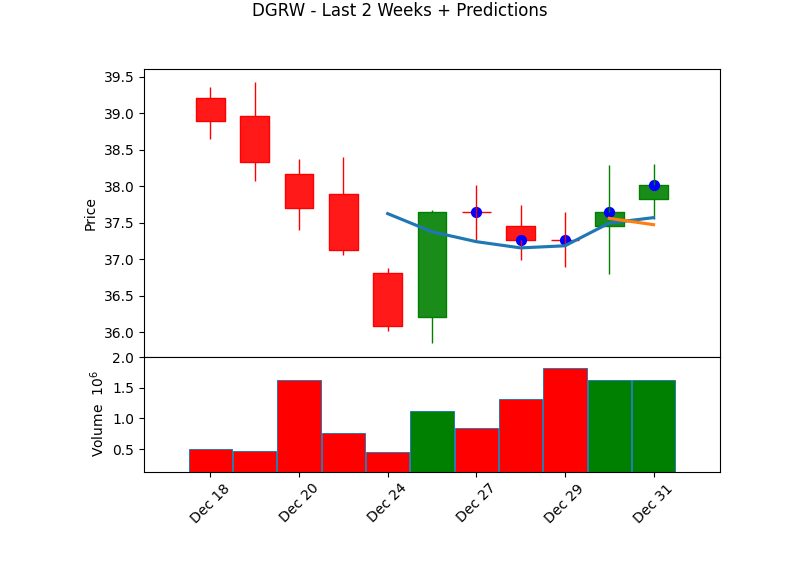 DGRW - Last 2 Weeks + Predictions
39.5
39.0
38.5
38.0
37.5
37.0
36.5
36.0
Price
2.0
1.5
1.0
0.5
Volume 10^6
Dec 18
Dec 20
Dec 24
Dec 27
Dec 29
Dec 31